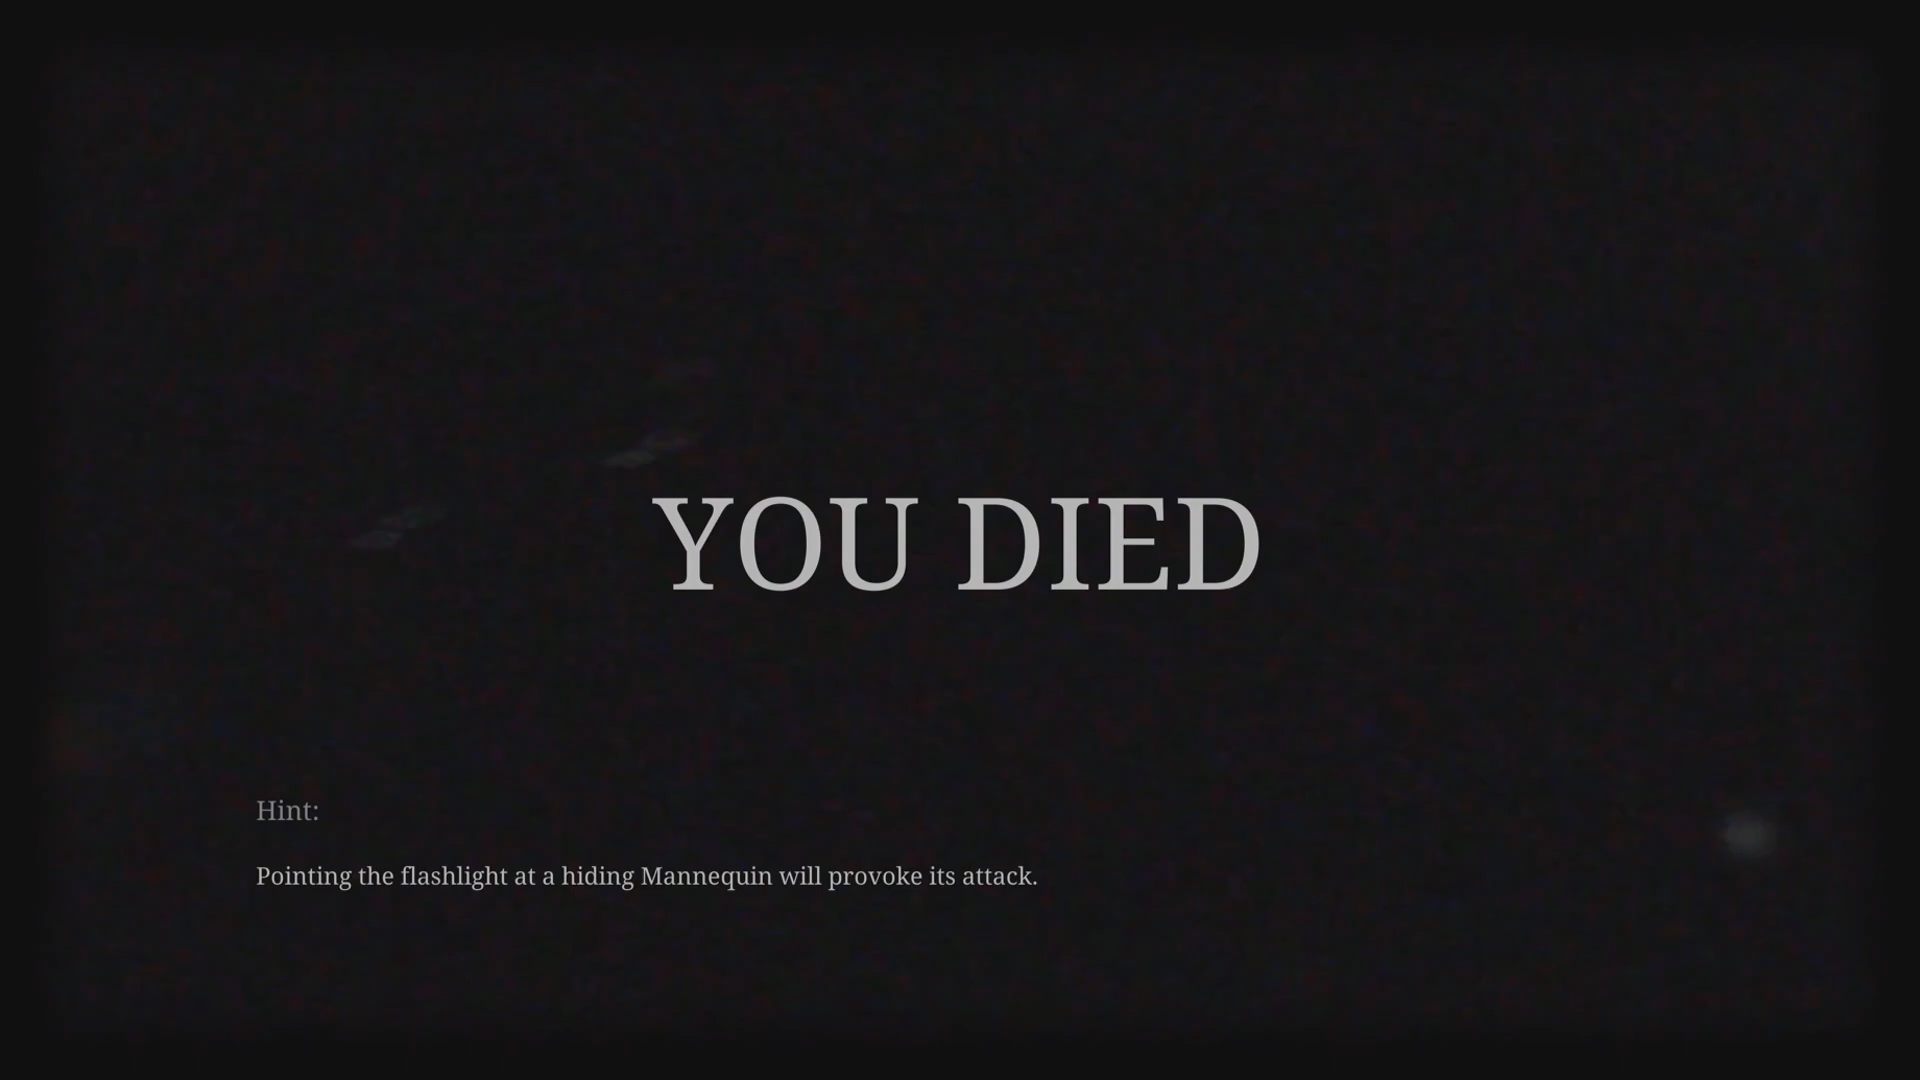 YOU DIED
Hint:
Pointing the flashlight at a hiding Mannequin will provoke its attack.